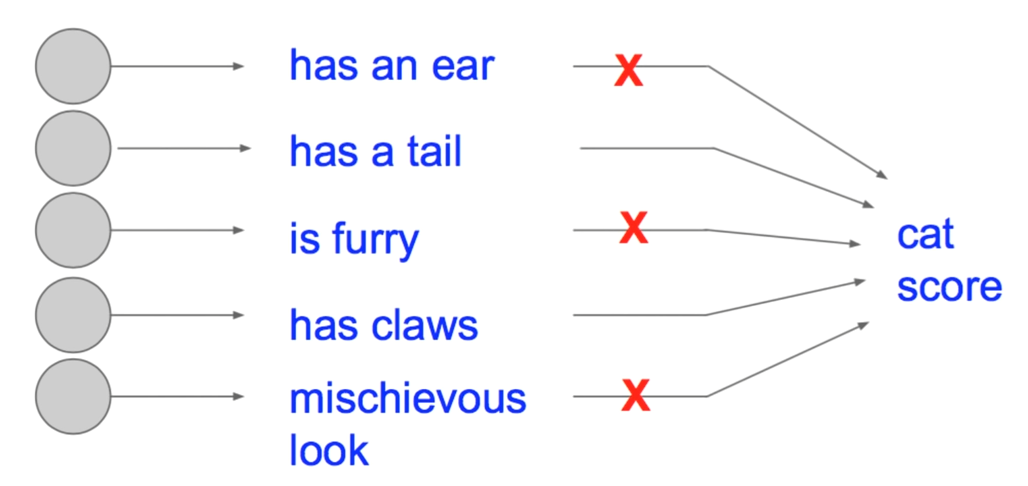 has an ear
X
has a tail
is furry
X
cat
score
has claws
mischievous
look
X